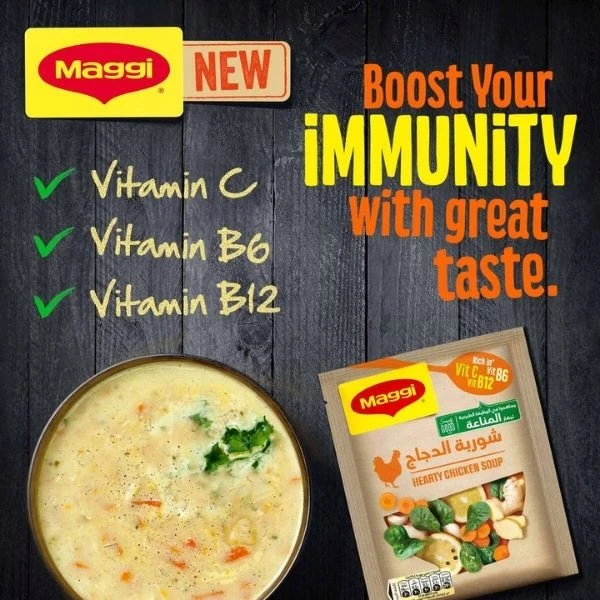 Maggi
NEW
Boost Your
iMMUNiTY
with great
taste.
Vitamin C
Vitamin B6
Vitamin B12
Rich in
Vit C Vit B6
Vit B12
Maggi
المناعة
شوربة الدجاج
HEARTY CHICKEN SOUP